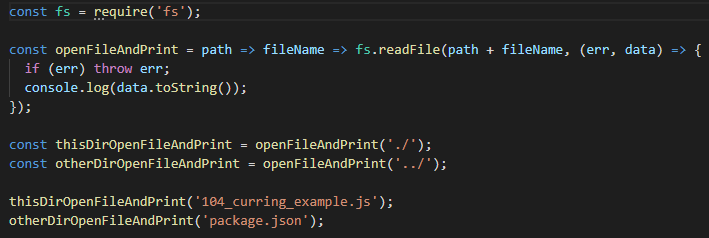 const fs = require('fs');
const openFileAndPrint = path => fileName => fs.readFile(path + fileName, (err, data) => {
  if (err) throw err;
  console.log(data.toString());
});
const thisDirOpenFileAndPrint = openFileAndPrint('./');
const otherDirOpenFileAndPrint = openFileAndPrint('../');
thisDirOpenFileAndPrint('104_curring_example.js');
otherDirOpenFileAndPrint('package.json');